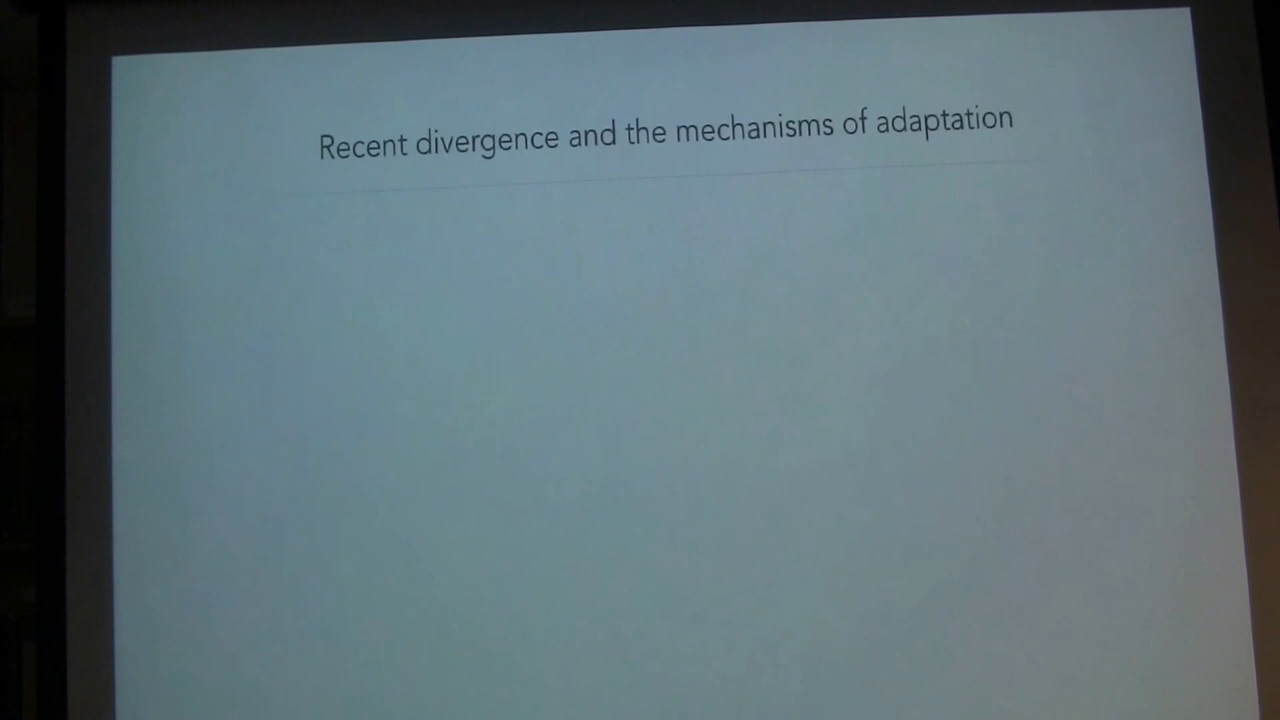 Recent divergence and the mechanisms of adaptation